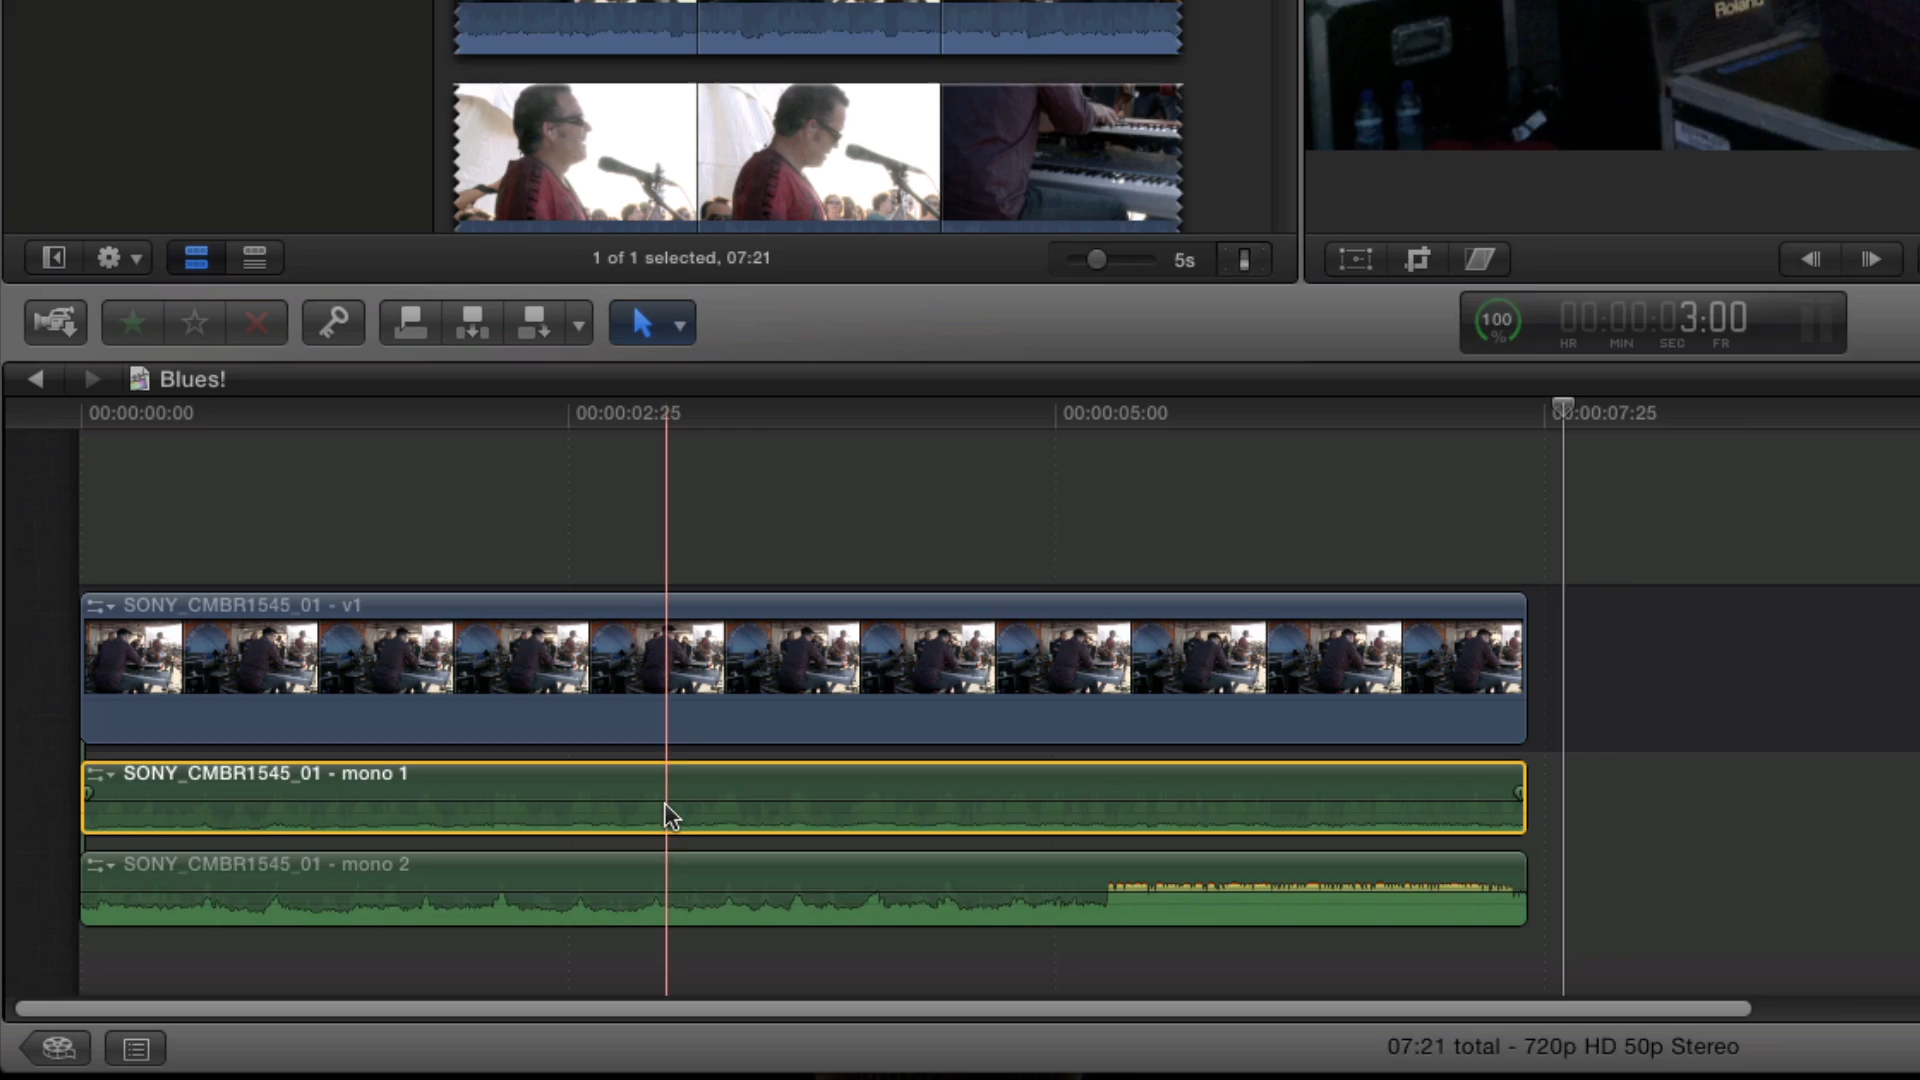 Roland
1 of 1 selected, 07:21
5s
100
%
00:00:03:00
HR MIN SEC FR
Blues!
00:00:00:00
00:00:02:25
00:00:05:00
00:00:07:25
SONY_CMBR1545_01 - v1
SONY_CMBR1545_01 - mono 1
SONY_CMBR1545_01 - mono 2
07:21 total - 720p HD 50p Stereo